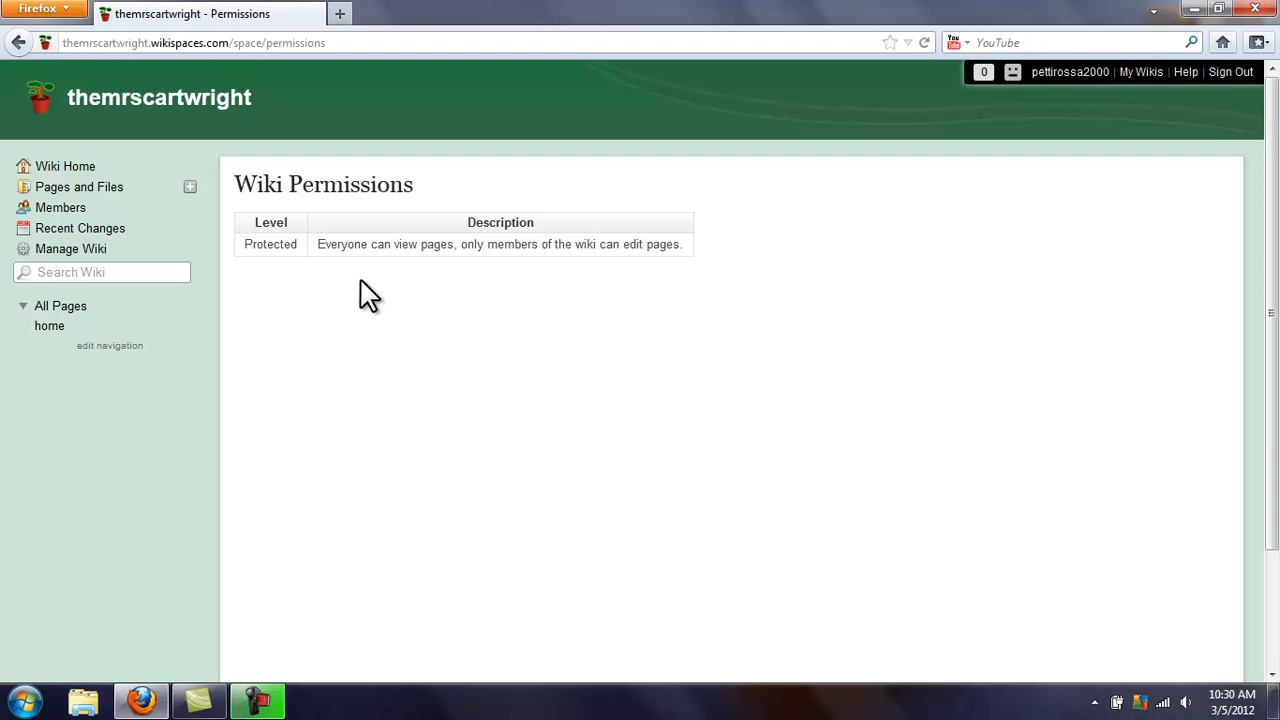 Firefox
themrscartwright - Permissions
themrscartwright.wikispaces.com/space/permissions
You Tube
YouTube
0
pettirossa2000
My Wikis
Help
Sign Out
themrscartwright
Wiki Home
Pages and Files
Members
Recent Changes
Manage Wiki
Search Wiki
All Pages
home
edit navigation
Wiki Permissions
Level Description
Protected Everyone can view pages, only members of the wiki can edit pages.
10:30 AM
3/5/2012